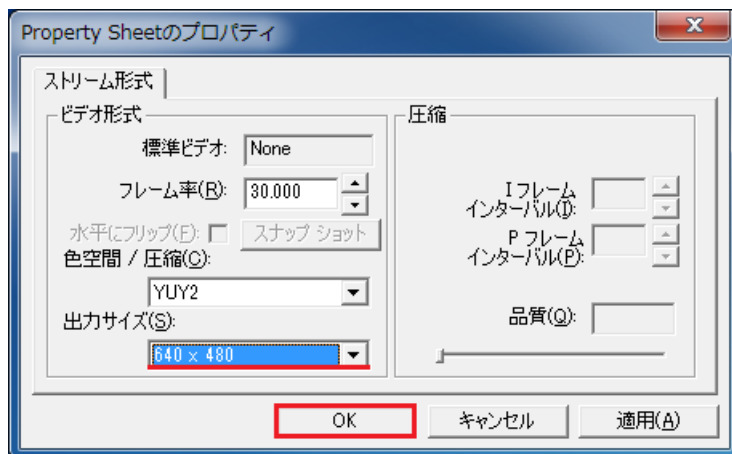 Property Sheetのプロパティ
ストリーム形式
ビデオ形式
標準ビデオ: None
フレーム率(R): 30.000
水平にフリップ(F): スナップ ショット
色空間 / 圧縮(C):
YUY2
出力サイズ(S):
640 x 480
圧縮
I フレーム
インターバル(I):
P フレーム
インターバル(P):
品質(Q):
OK キャンセル 適用(A)